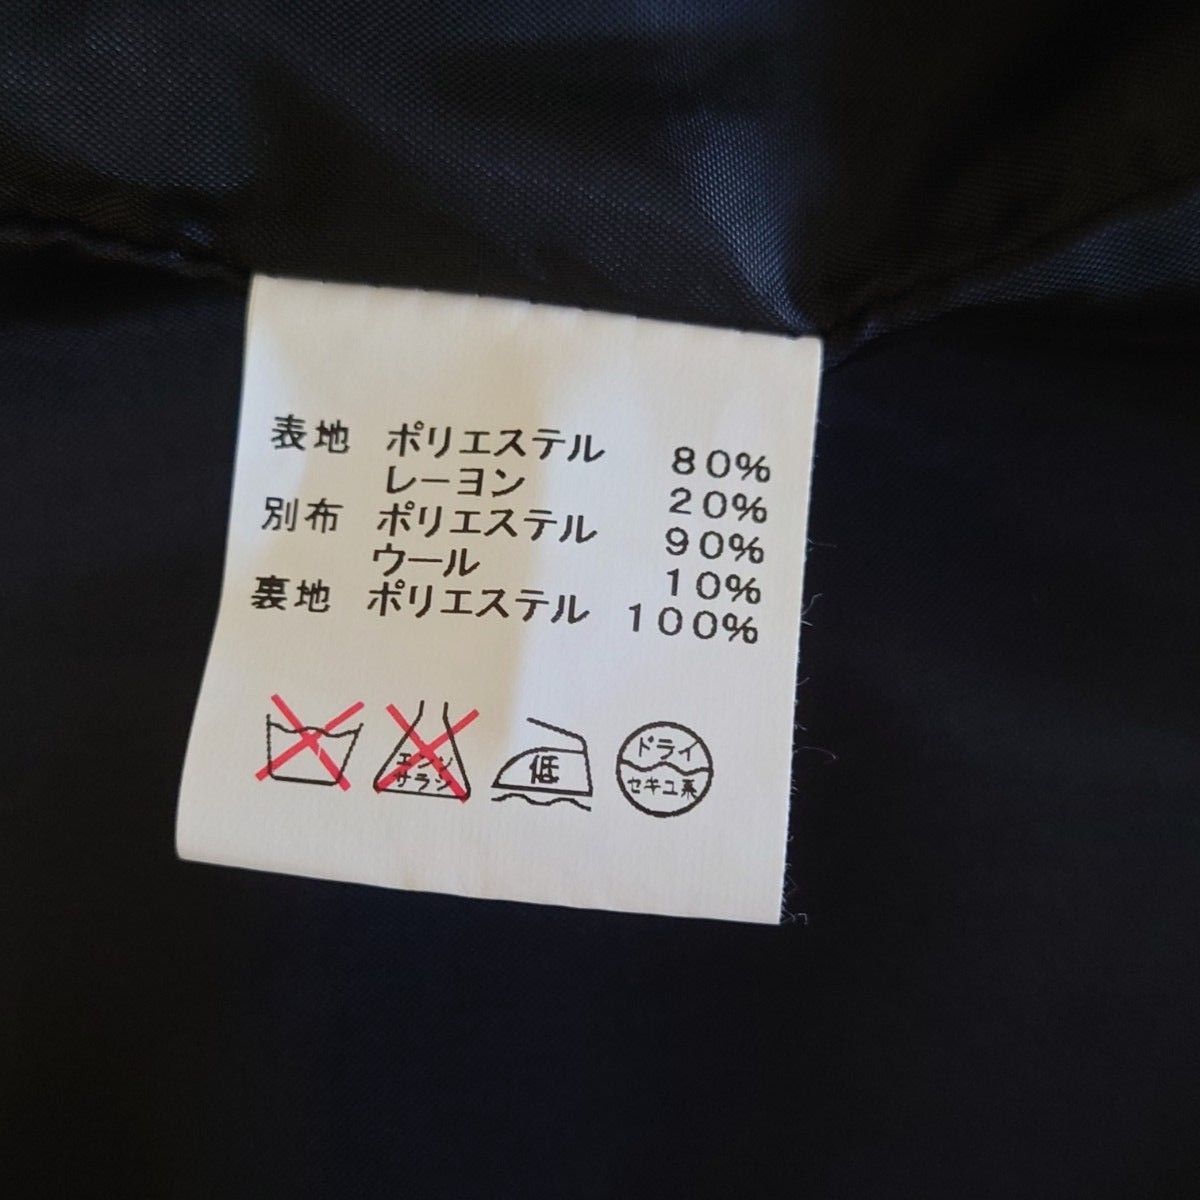 表地 ポリエステル 80%
レーヨン 20%
別布 ポリエステル 90%
ウール 10%
裏地 ポリエステル 100%
エンソ
サラシ
低
ドライ
セキユ系